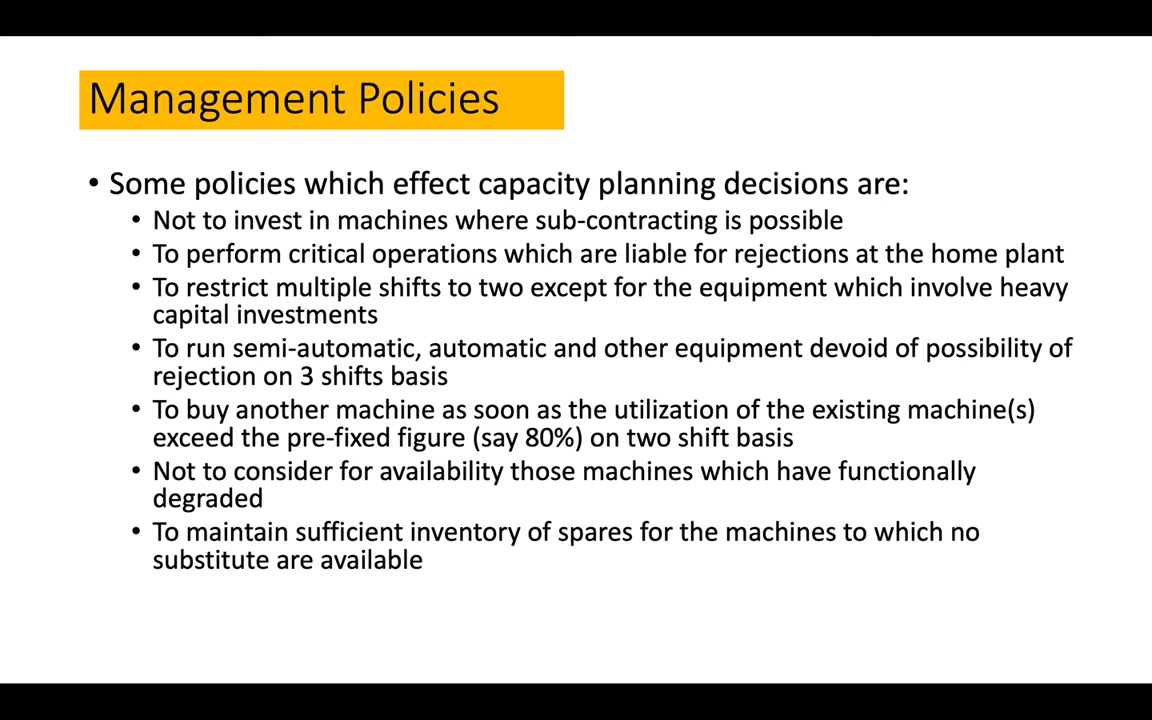 Management Policies
• Some policies which effect capacity planning decisions are:
• Not to invest in machines where sub-contracting is possible
• To perform critical operations which are liable for rejections at the home plant
• To restrict multiple shifts to two except for the equipment which involve heavy
capital investments
• To run semi-automatic, automatic and other equipment devoid of possibility of
rejection on 3 shifts basis
• To buy another machine as soon as the utilization of the existing machine(s)
exceed the pre-fixed figure (say 80%) on two shift basis
• Not to consider for availability those machines which have functionally
degraded
• To maintain sufficient inventory of spares for the machines to which no
substitute are available